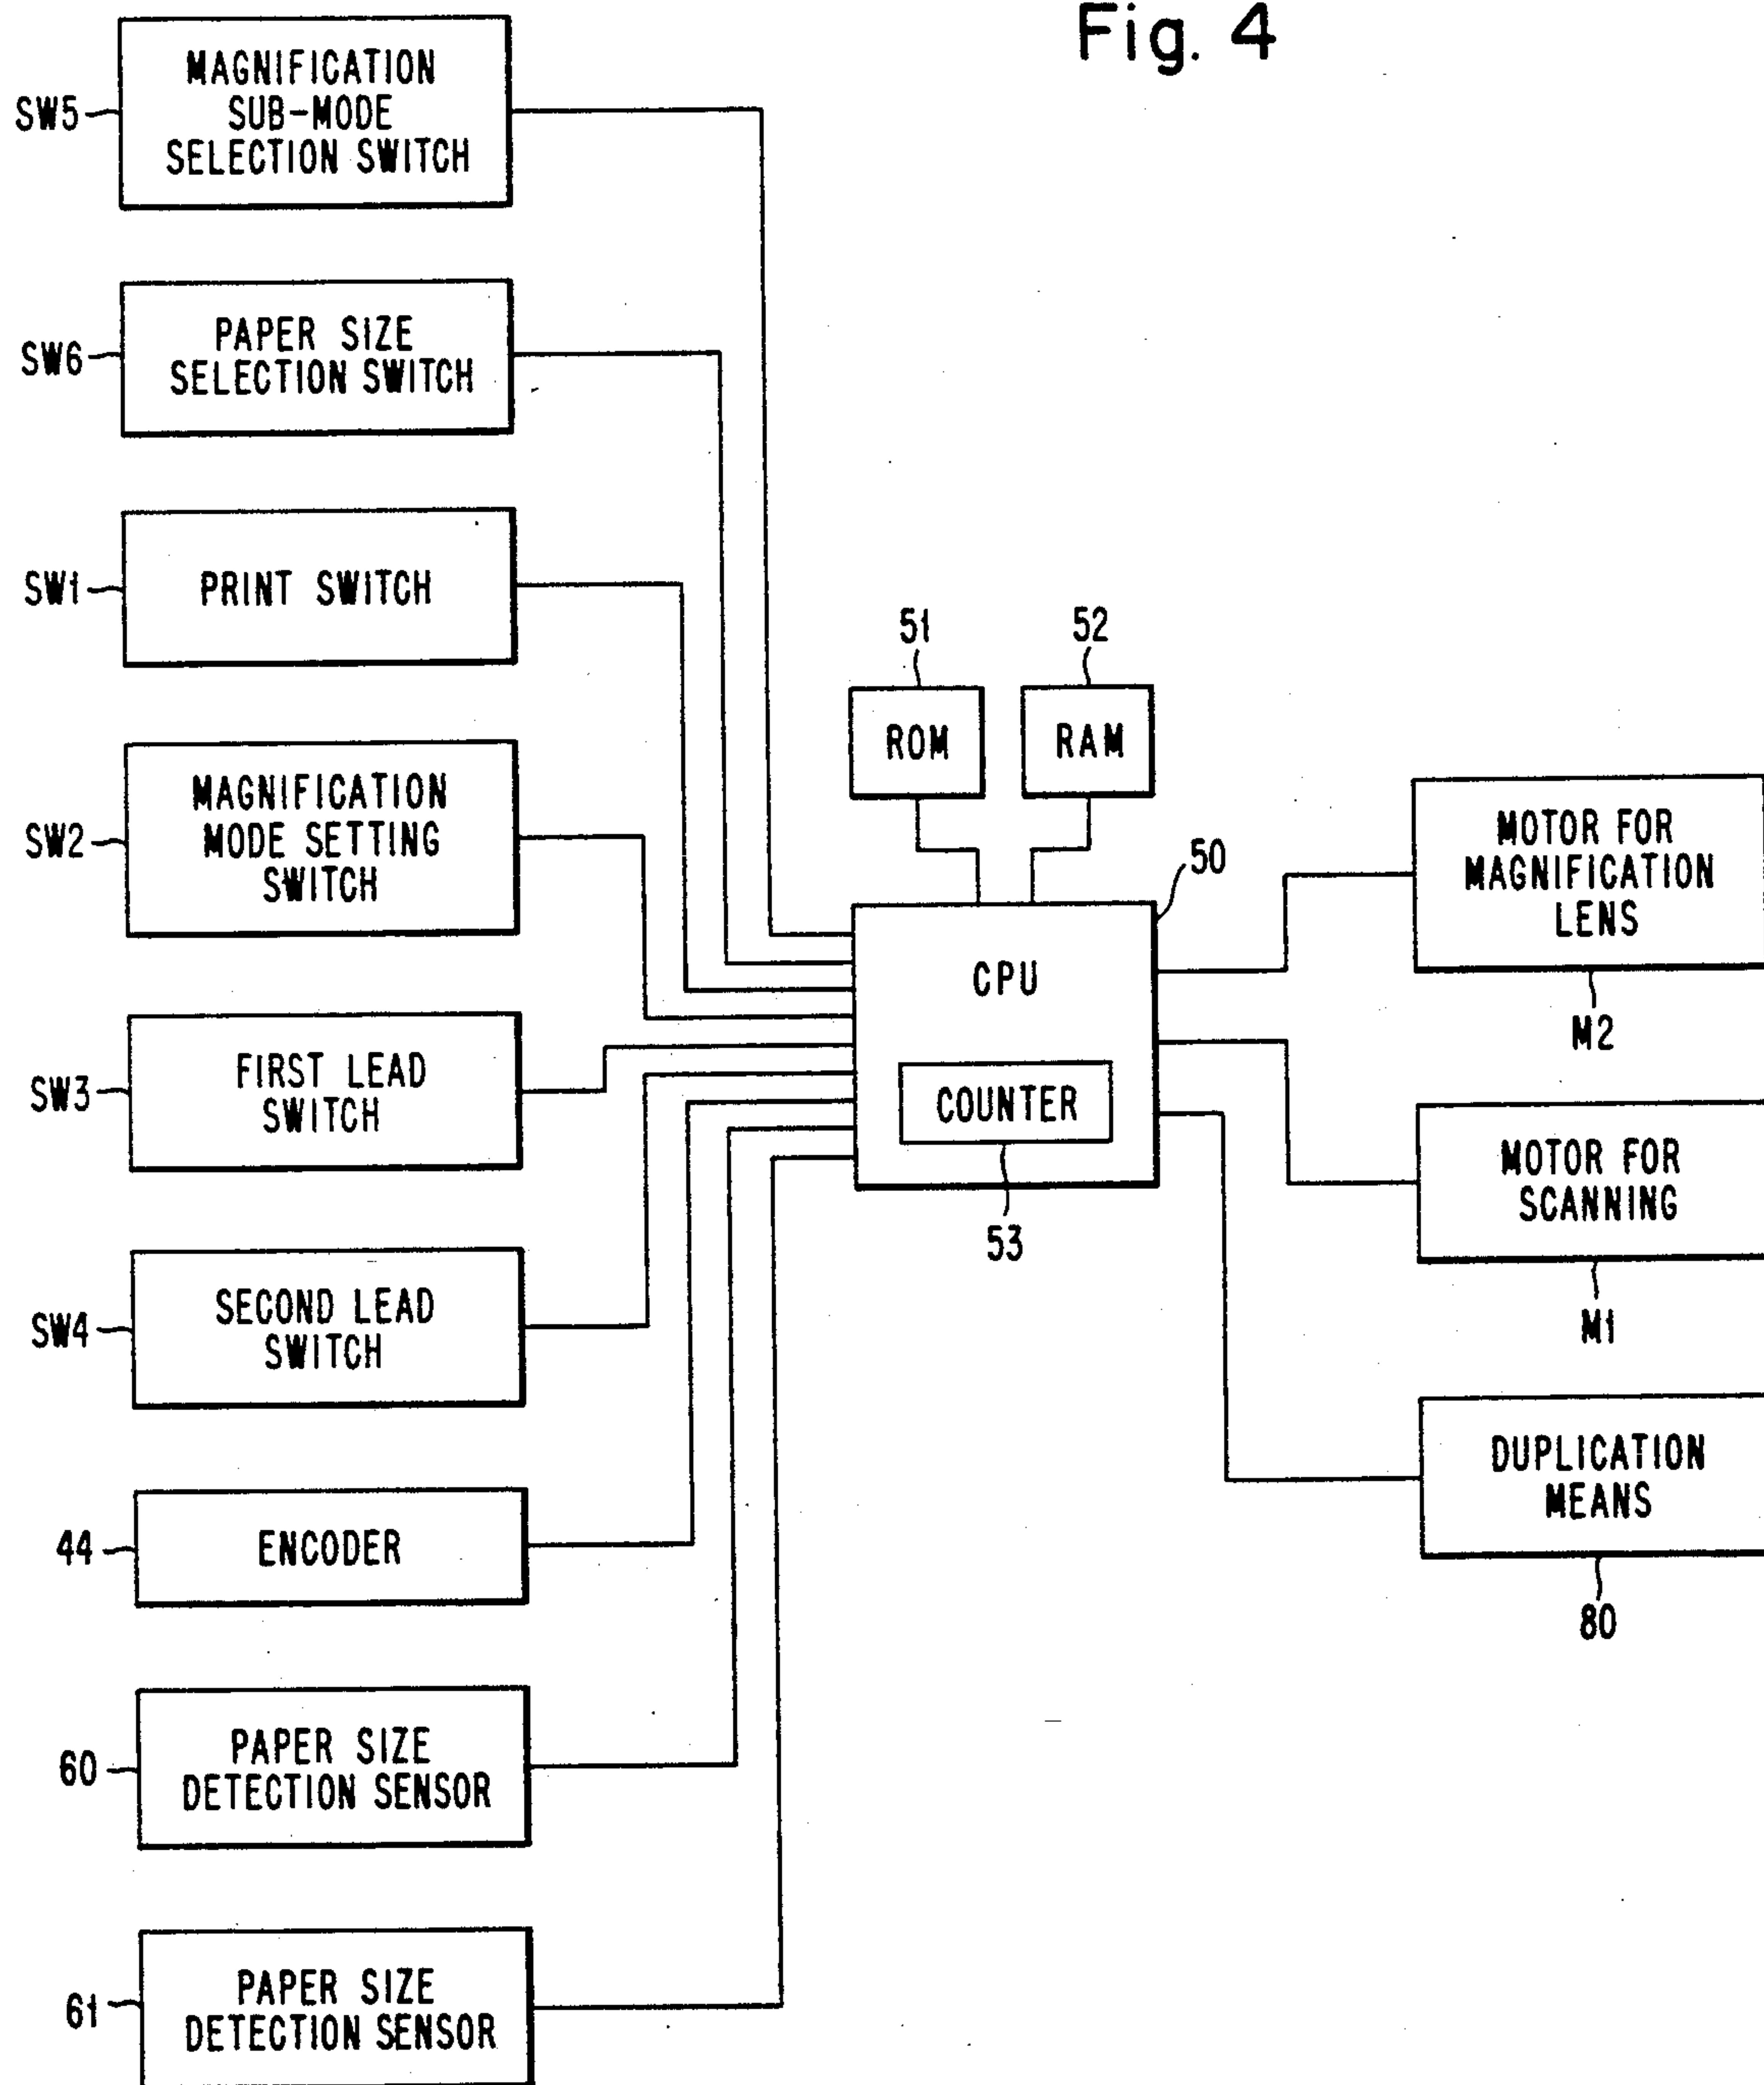 Fig. 4
SW5
MAGNIFICATION
SUB-MODE
SELECTION SWITCH
SW6
PAPER SIZE
SELECTION SWITCH
SW1
PRINT SWITCH
SW2
MAGNIFICATION
MODE SETTING
SWITCH
SW3
FIRST LEAD
SWITCH
SW4
SECOND LEAD
SWITCH
44
ENCODER
60
PAPER SIZE
DETECTION SENSOR
61
PAPER SIZE
DETECTION SENSOR
51
ROM
52
RAM
50
CPU
COUNTER
53
MOTOR FOR
MAGNIFICATION
LENS
M2
MOTOR FOR
SCANNING
M1
DUPLICATION
MEANS
80